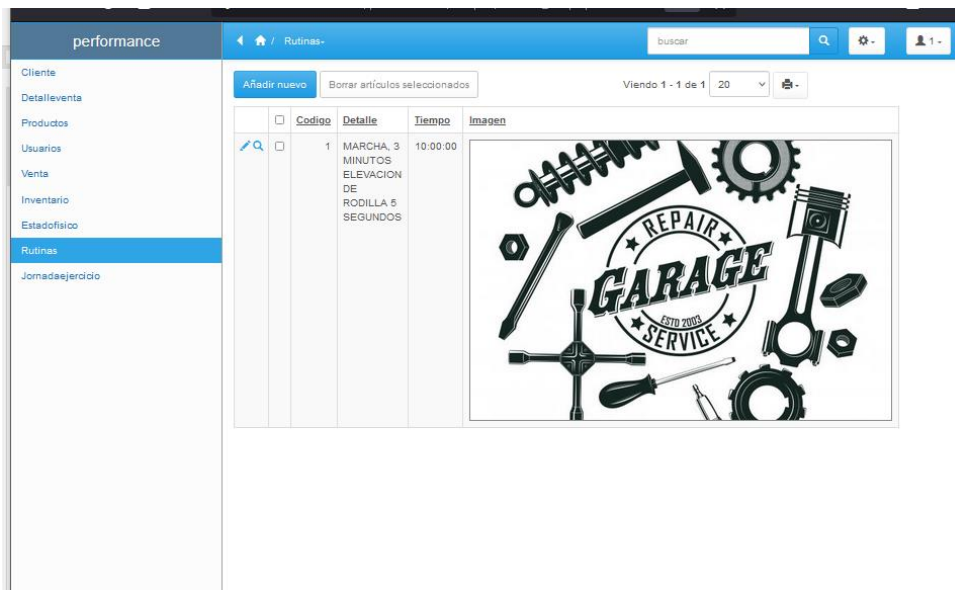 performance
/ Rutinas
buscar
1
Cliente
Detalleventa
Productos
Usuarios
Venta
Inventario
Estadofisico
Rutinas
Jornadaejercicio
Añadir nuevo
Borrar artículos seleccionados
Viendo 1 - 1 de 1
20
Codigo Detalle Tiempo Imagen
1
MARCHA, 3
MINUTOS
ELEVACION
DE
RODILLA 5
SEGUNDOS
10:00:00
REPAIR
GARAGE
ESTD 2003
SERVICE